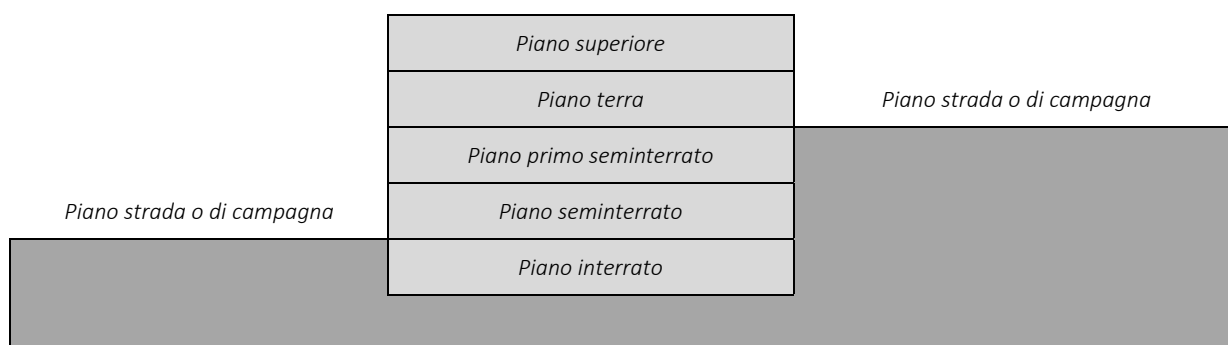 Piano superiore
Piano terra
Piano strada o di campagna
Piano primo seminterrato
Piano strada o di campagna
Piano seminterrato
Piano interrato